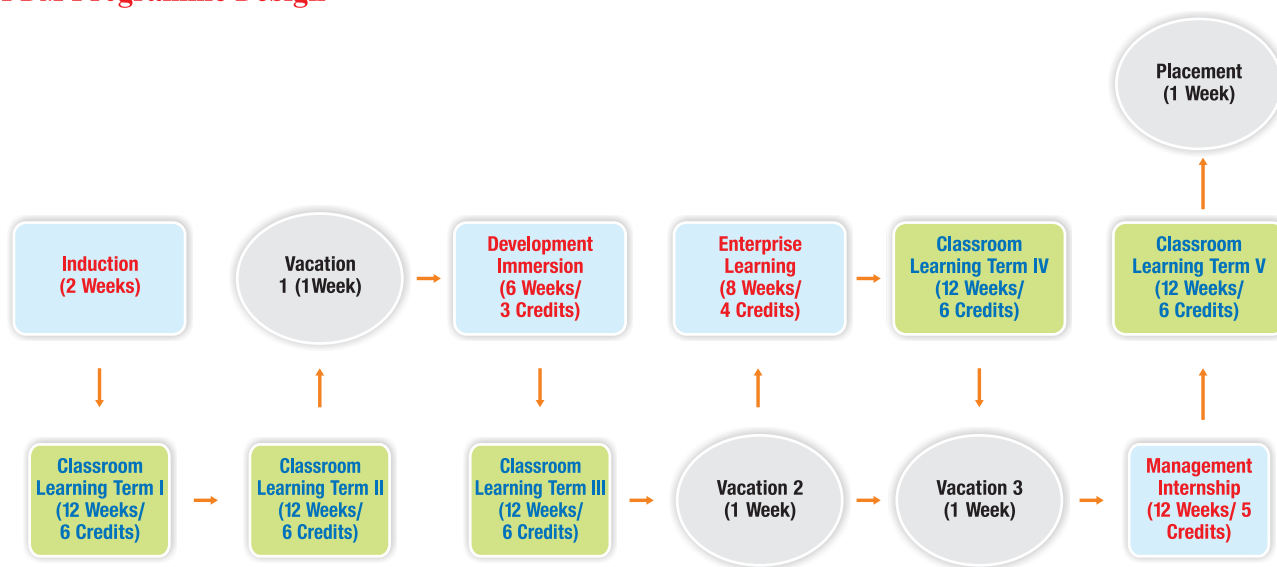 Programme Design
Placement
(1 Week)
Induction
(2 Weeks)
Vacation
1 (1Week)
Development
Immersion
(6 Weeks/
3 Credits)
Enterprise
Learning
(8 Weeks/
4 Credits)
Classroom
Learning Term IV
(12 Weeks/
6 Credits)
Classroom
Learning Term V
(12 Weeks/
6 Credits)
Classroom
Learning Term I
(12 Weeks/
6 Credits)
Classroom
Learning Term II
(12 Weeks/
6 Credits)
Classroom
Learning Term III
(12 Weeks/
6 Credits)
Vacation 2
(1 Week)
Vacation 3
(1 Week)
Management
Internship
(12 Weeks/ 5
Credits)